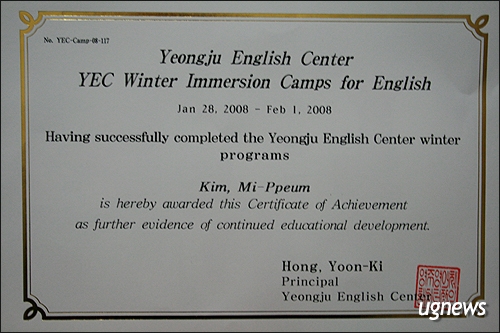 No. YEC-Camp-08-117
Yeongju English Center
YEC Winter Immersion Camps for English
Jan 28, 2008 - Feb 1, 2008
Having successfully completed the Yeongju English Center winter
programs
Kim, Mi-Ppeum
is hereby awarded this Certificate of Achievement
as further evidence of continued educational development.
Hong, Yoon-Ki
Principal
Yeongju English Center
ugnews